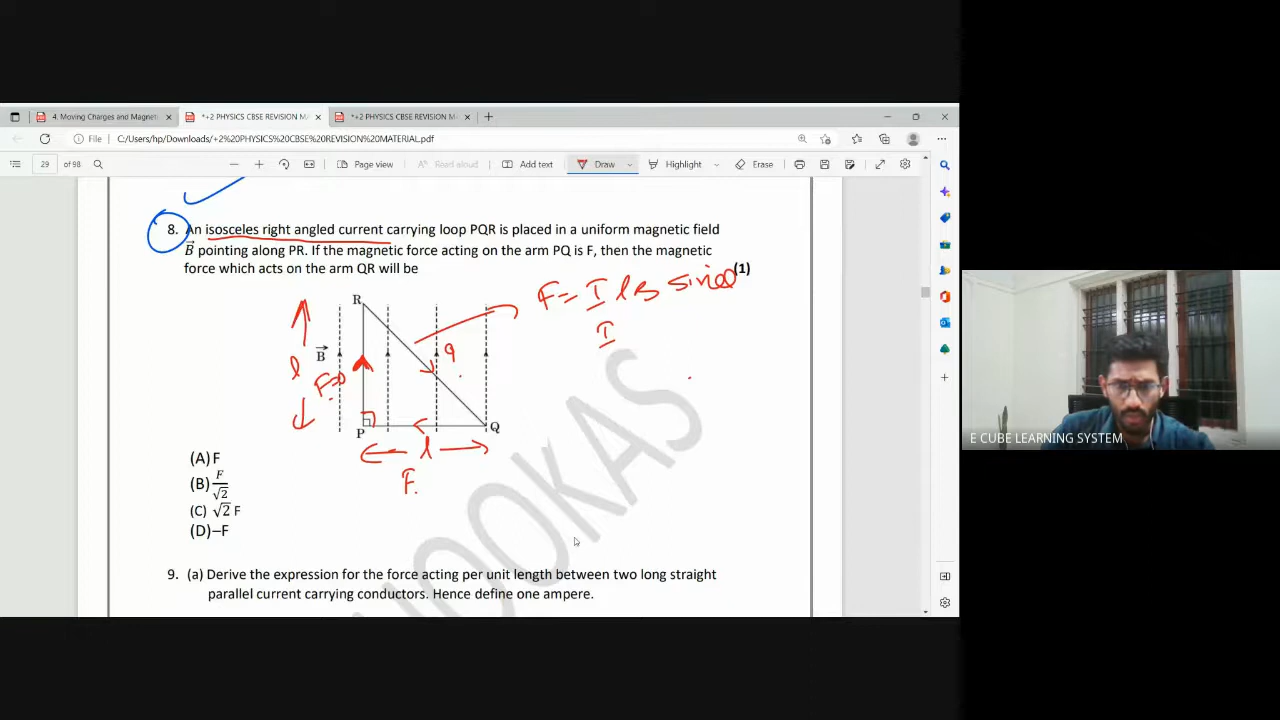 4. Moving Charges and Magnet
*+2 PHYSICS CBSE REVISION MA
*+2 PHYSICS CBSE REVISION MA
File
C:/Users/hp/Downloads/+2%20PHYSICS%20CBSE%20REVISION%20MATERIAL.pdf
29 of 98
Page view
Read aloud
Add text
Draw
Highlight
Erase
8. An isosceles right angled current carrying loop PQR is placed in a uniform magnetic field
B pointing along PR. If the magnetic force acting on the arm PQ is F, then the magnetic
force which acts on the arm QR will be
(1)
R
F = I l B sin
I
B
l
F=0
P
Q
l
F.
(A) F
(B) F/√2
(C) √2 F
(D)–F
HOOKAS
9. (a) Derive the expression for the force acting per unit length between two long straight
parallel current carrying conductors. Hence define one ampere.
E CUBE LEARNING SYSTEM